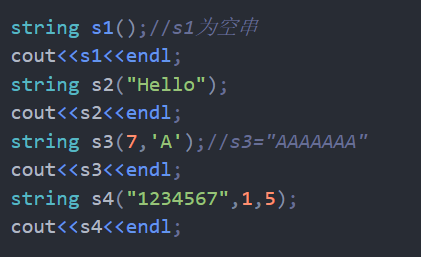 string s1();//s1为空串
cout<<s1<<endl;
string s2("Hello");
cout<<s2<<endl;
string s3(7,'A');//s3="AAAAAAA"
cout<<s3<<endl;
string s4("1234567",1,5);
cout<<s4<<endl;